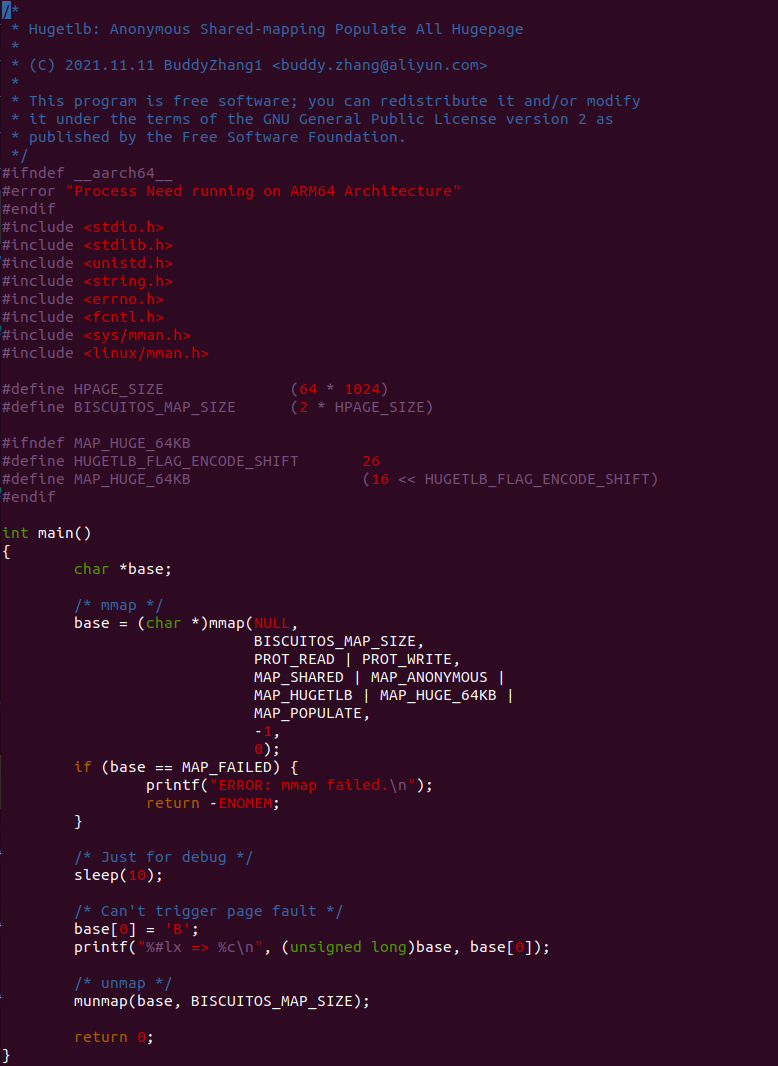 /*
 * Hugetlb: Anonymous Shared-mapping Populate All Hugepage
 *
 * (C) 2021.11.11 BuddyZhang1 <buddy.zhang@aliyun.com>
 *
 * This program is free software; you can redistribute it and/or modify
 * it under the terms of the GNU General Public License version 2 as
 * published by the Free Software Foundation.
 */
#ifndef __aarch64__
#error "Process Need running on ARM64 Architecture"
#endif
#include <stdio.h>
#include <stdlib.h>
#include <unistd.h>
#include <string.h>
#include <errno.h>
#include <fcntl.h>
#include <sys/mman.h>
#include <linux/mman.h>

#define HPAGE_SIZE              (64 * 1024)
#define BISCUITOS_MAP_SIZE      (2 * HPAGE_SIZE)

#ifndef MAP_HUGE_64KB
#define HUGETLB_FLAG_ENCODE_SHIFT       26
#define MAP_HUGE_64KB                   (16 << HUGETLB_FLAG_ENCODE_SHIFT)
#endif

int main()
{
        char *base;

        /* mmap */
        base = (char *)mmap(NULL,
                            BISCUITOS_MAP_SIZE,
                            PROT_READ | PROT_WRITE,
                            MAP_SHARED | MAP_ANONYMOUS |
                            MAP_HUGETLB | MAP_HUGE_64KB |
                            MAP_POPULATE,
                            -1,
                            0);
        if (base == MAP_FAILED) {
                printf("ERROR: mmap failed.\n");
                return -ENOMEM;
        }

        /* Just for debug */
        sleep(10);

        /* Can't trigger page fault */
        base[0] = 'B';
        printf("%#lx => %c\n", (unsigned long)base, base[0]);

        /* unmap */
        munmap(base, BISCUITOS_MAP_SIZE);

        return 0;
}